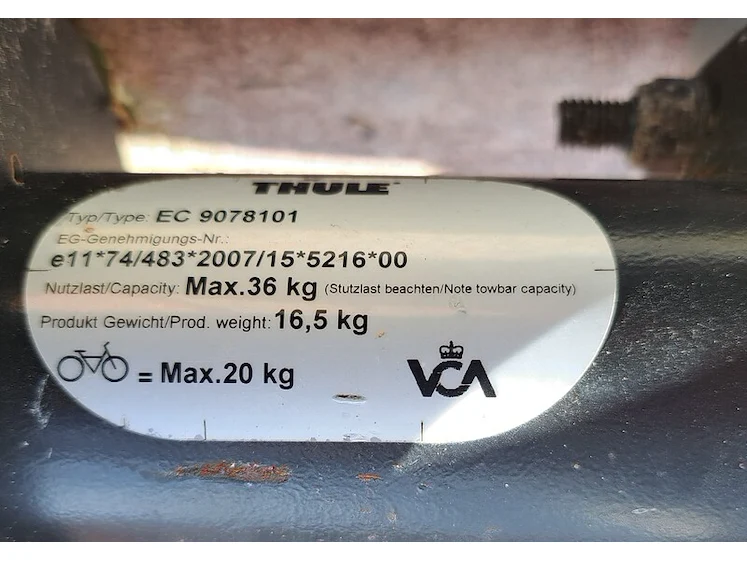 THULE
Typ/Type: EC 9078101
EG-Genehmigungs-Nr.:
e11*74/483*2007/15*5216*00
Nutzlast/Capacity: Max.36 kg (Stutzlast beachten/Note towbar capacity)
Produkt Gewicht/Prod. weight: 16,5 kg
= Max.20 kg
VCA